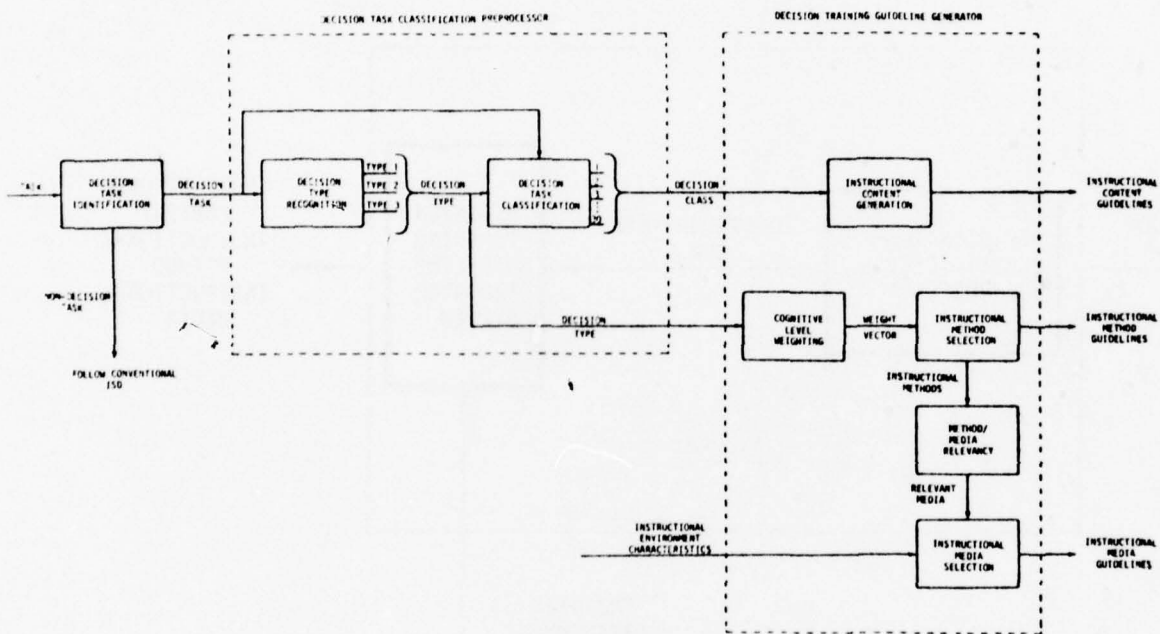 DECISION TASK CLASSIFICATION PREPROCESSOR
DECISION TRAINING GUIDELINE GENERATOR
TASK
DECISION
TASK
IDENTIFICATION
DECISION
TASK
DECISION
TYPE
RECOGNITION
TYPE 1
TYPE 2
TYPE 3
DECISION
TYPE
DECISION
TASK
CLASSIFICATION
1
2
DECISION
CLASS
INSTRUCTIONAL
CONTENT
GENERATION
INSTRUCTIONAL
CONTENT
GUIDELINES
NON-DECISION
TASK
FOLLOW CONVENTIONAL
ISD
DECISION
TYPE
COGNITIVE
LEVEL
WEIGHTING
WEIGHT
VECTOR
INSTRUCTIONAL
METHOD
SELECTION
INSTRUCTIONAL
METHOD
GUIDELINES
INSTRUCTIONAL
METHODS
METHOD/
MEDIA
RELEVANCY
RELEVANT
MEDIA
INSTRUCTIONAL
ENVIRONMENT
CHARACTERISTICS
INSTRUCTIONAL
MEDIA
SELECTION
INSTRUCTIONAL
MEDIA
GUIDELINES